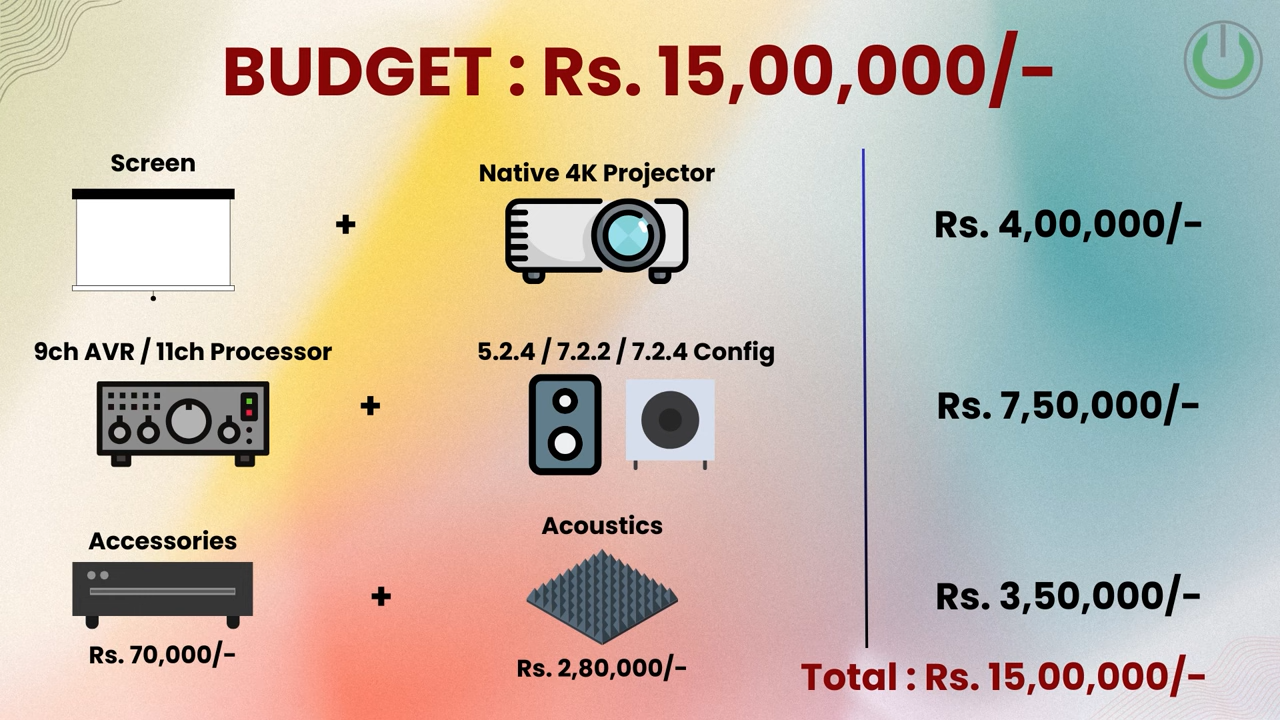 BUDGET : Rs. 15,00,000/-
Screen
Native 4K Projector
+
Rs. 4,00,000/-
9ch AVR / 11ch Processor
5.2.4 / 7.2.2 / 7.2.4 Config
+
Rs. 7,50,000/-
Accessories
Acoustics
+
Rs. 3,50,000/-
Rs. 70,000/-
Rs. 2,80,000/-
Total : Rs. 15,00,000/-